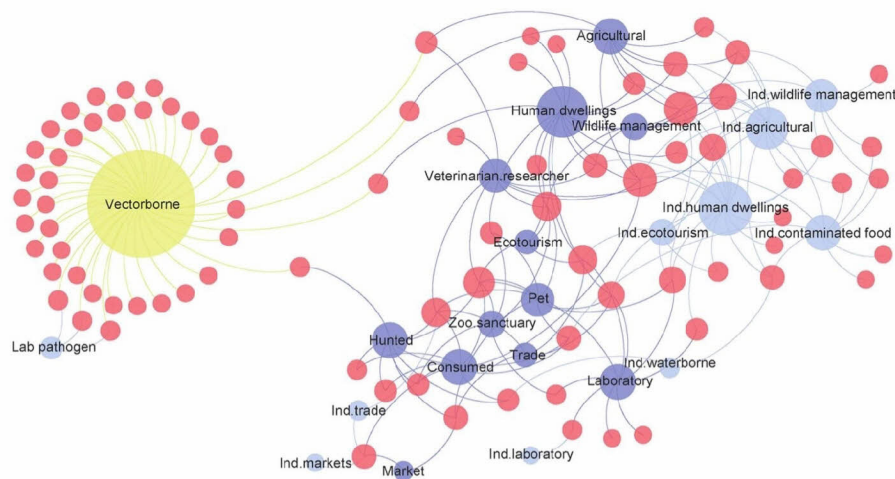 Agricultural
Ind.wildlife management
Human dwellings
Wildlife management
Ind.agricultural
Veterinarian.researcher
Vectorborne
Ind.human dwellings
Ind.ecotourism
Ind.contaminated food
Ecotourism
Pet
Zoo.sanctuary
Hunted
Lab pathogen
Trade
Consumed
Ind.waterborne
Laboratory
Ind.trade
Ind.markets
Market
Ind.laboratory